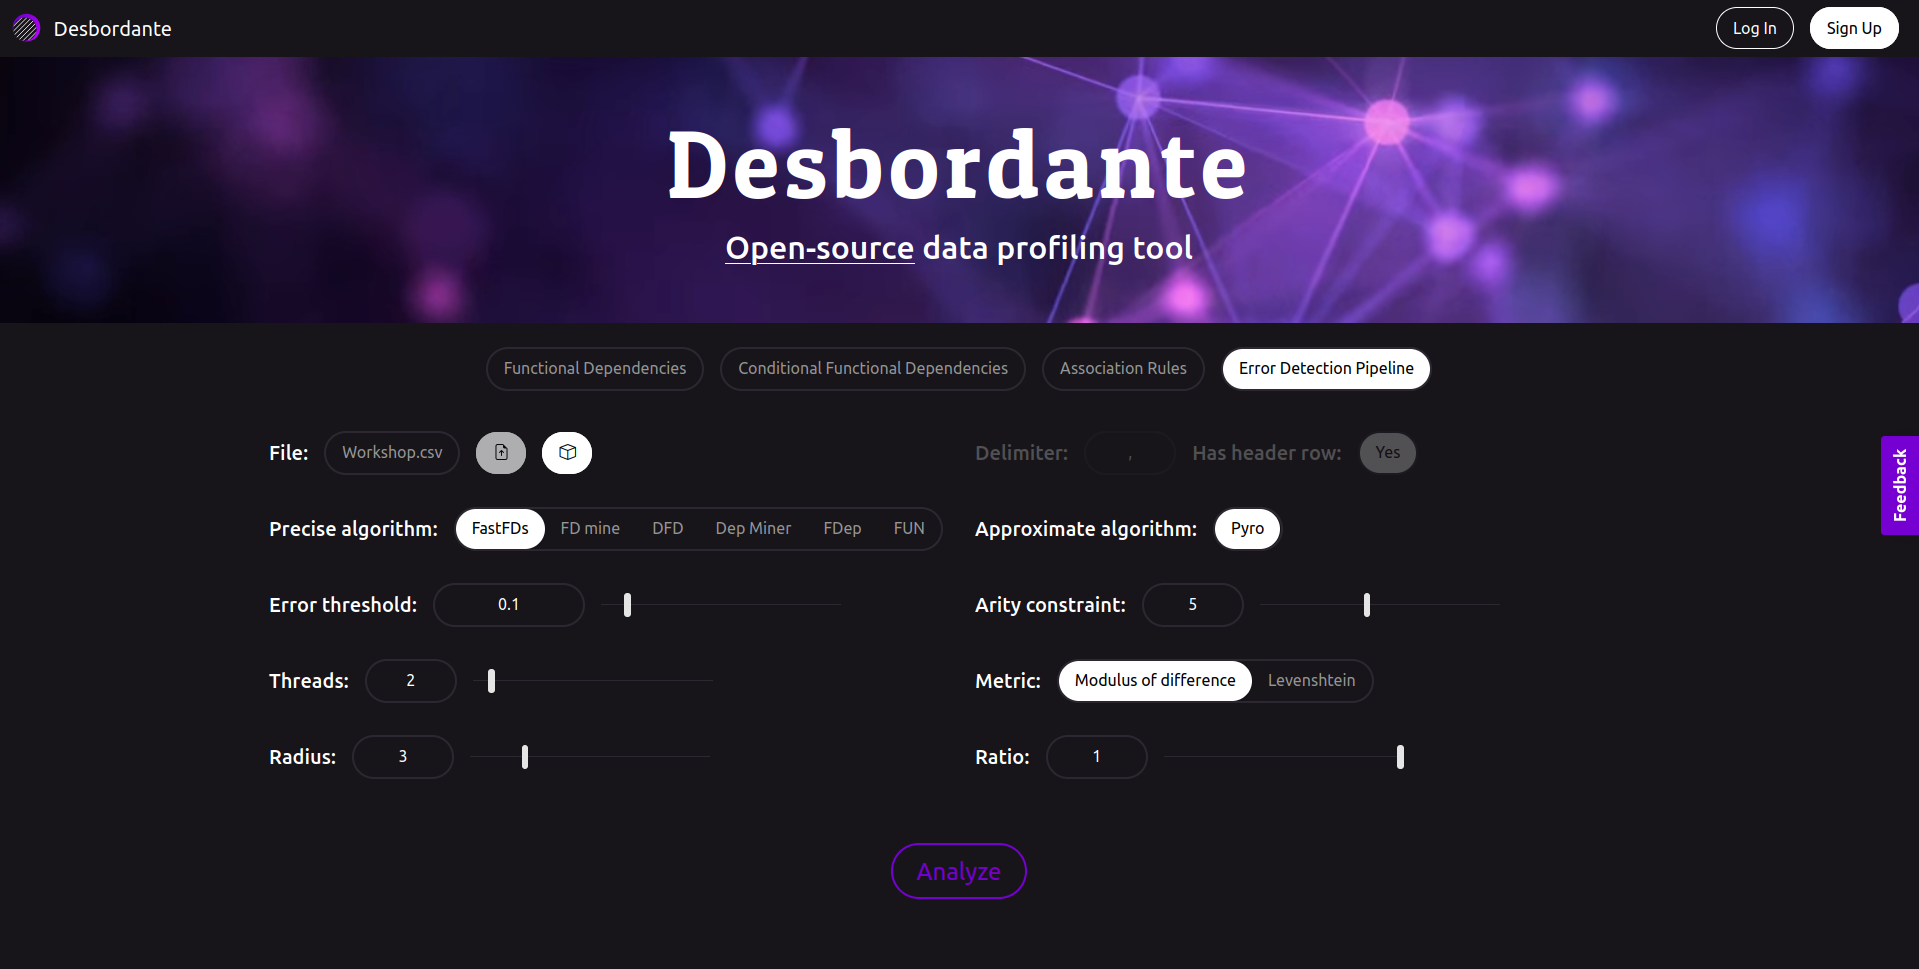 Desbordante
Log In
Sign Up
Desbordante
Open-source data profiling tool
Functional Dependencies
Conditional Functional Dependencies
Association Rules
Error Detection Pipeline
File: Workshop.csv
Delimiter: , Has header row: Yes
Precise algorithm: FastFDs FD mine DFD Dep Miner FDep FUN
Approximate algorithm: Pyro
Error threshold: 0.1
Arity constraint: 5
Threads: 2
Metric: Modulus of difference Levenshtein
Radius: 3
Ratio: 1
Analyze
Feedback